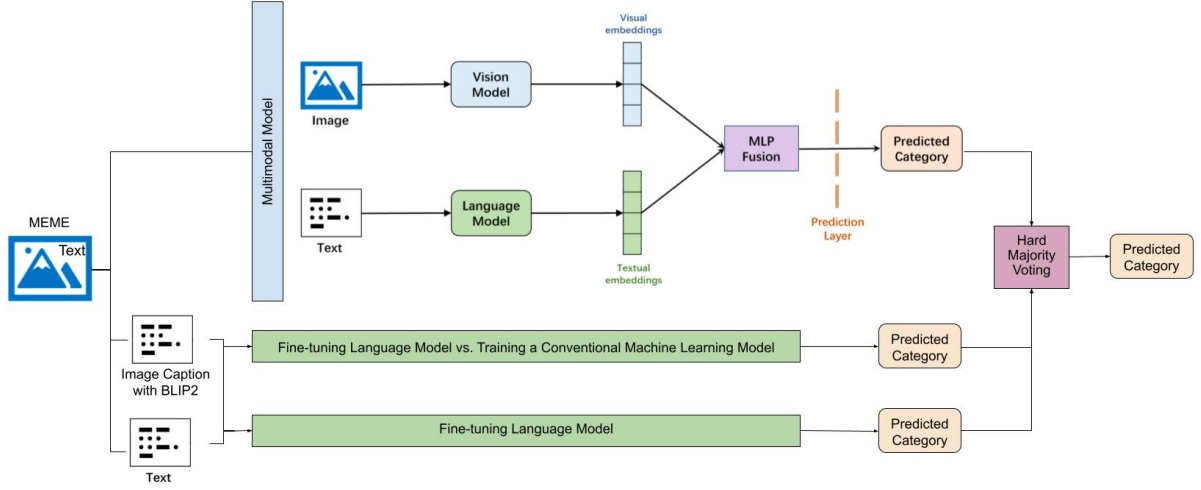 Visual
embeddings
Multimodal Model
Image
Vision
Model
MLP
Fusion
Predicted
Category
Text
Language
Model
Prediction
Layer
Textual
embeddings
MEME
Text
Hard
Majority
Voting
Predicted
Category
Image Caption
with BLIP2
Fine-tuning Language Model vs. Training a Conventional Machine Learning Model
Predicted
Category
Text
Fine-tuning Language Model
Predicted
Category